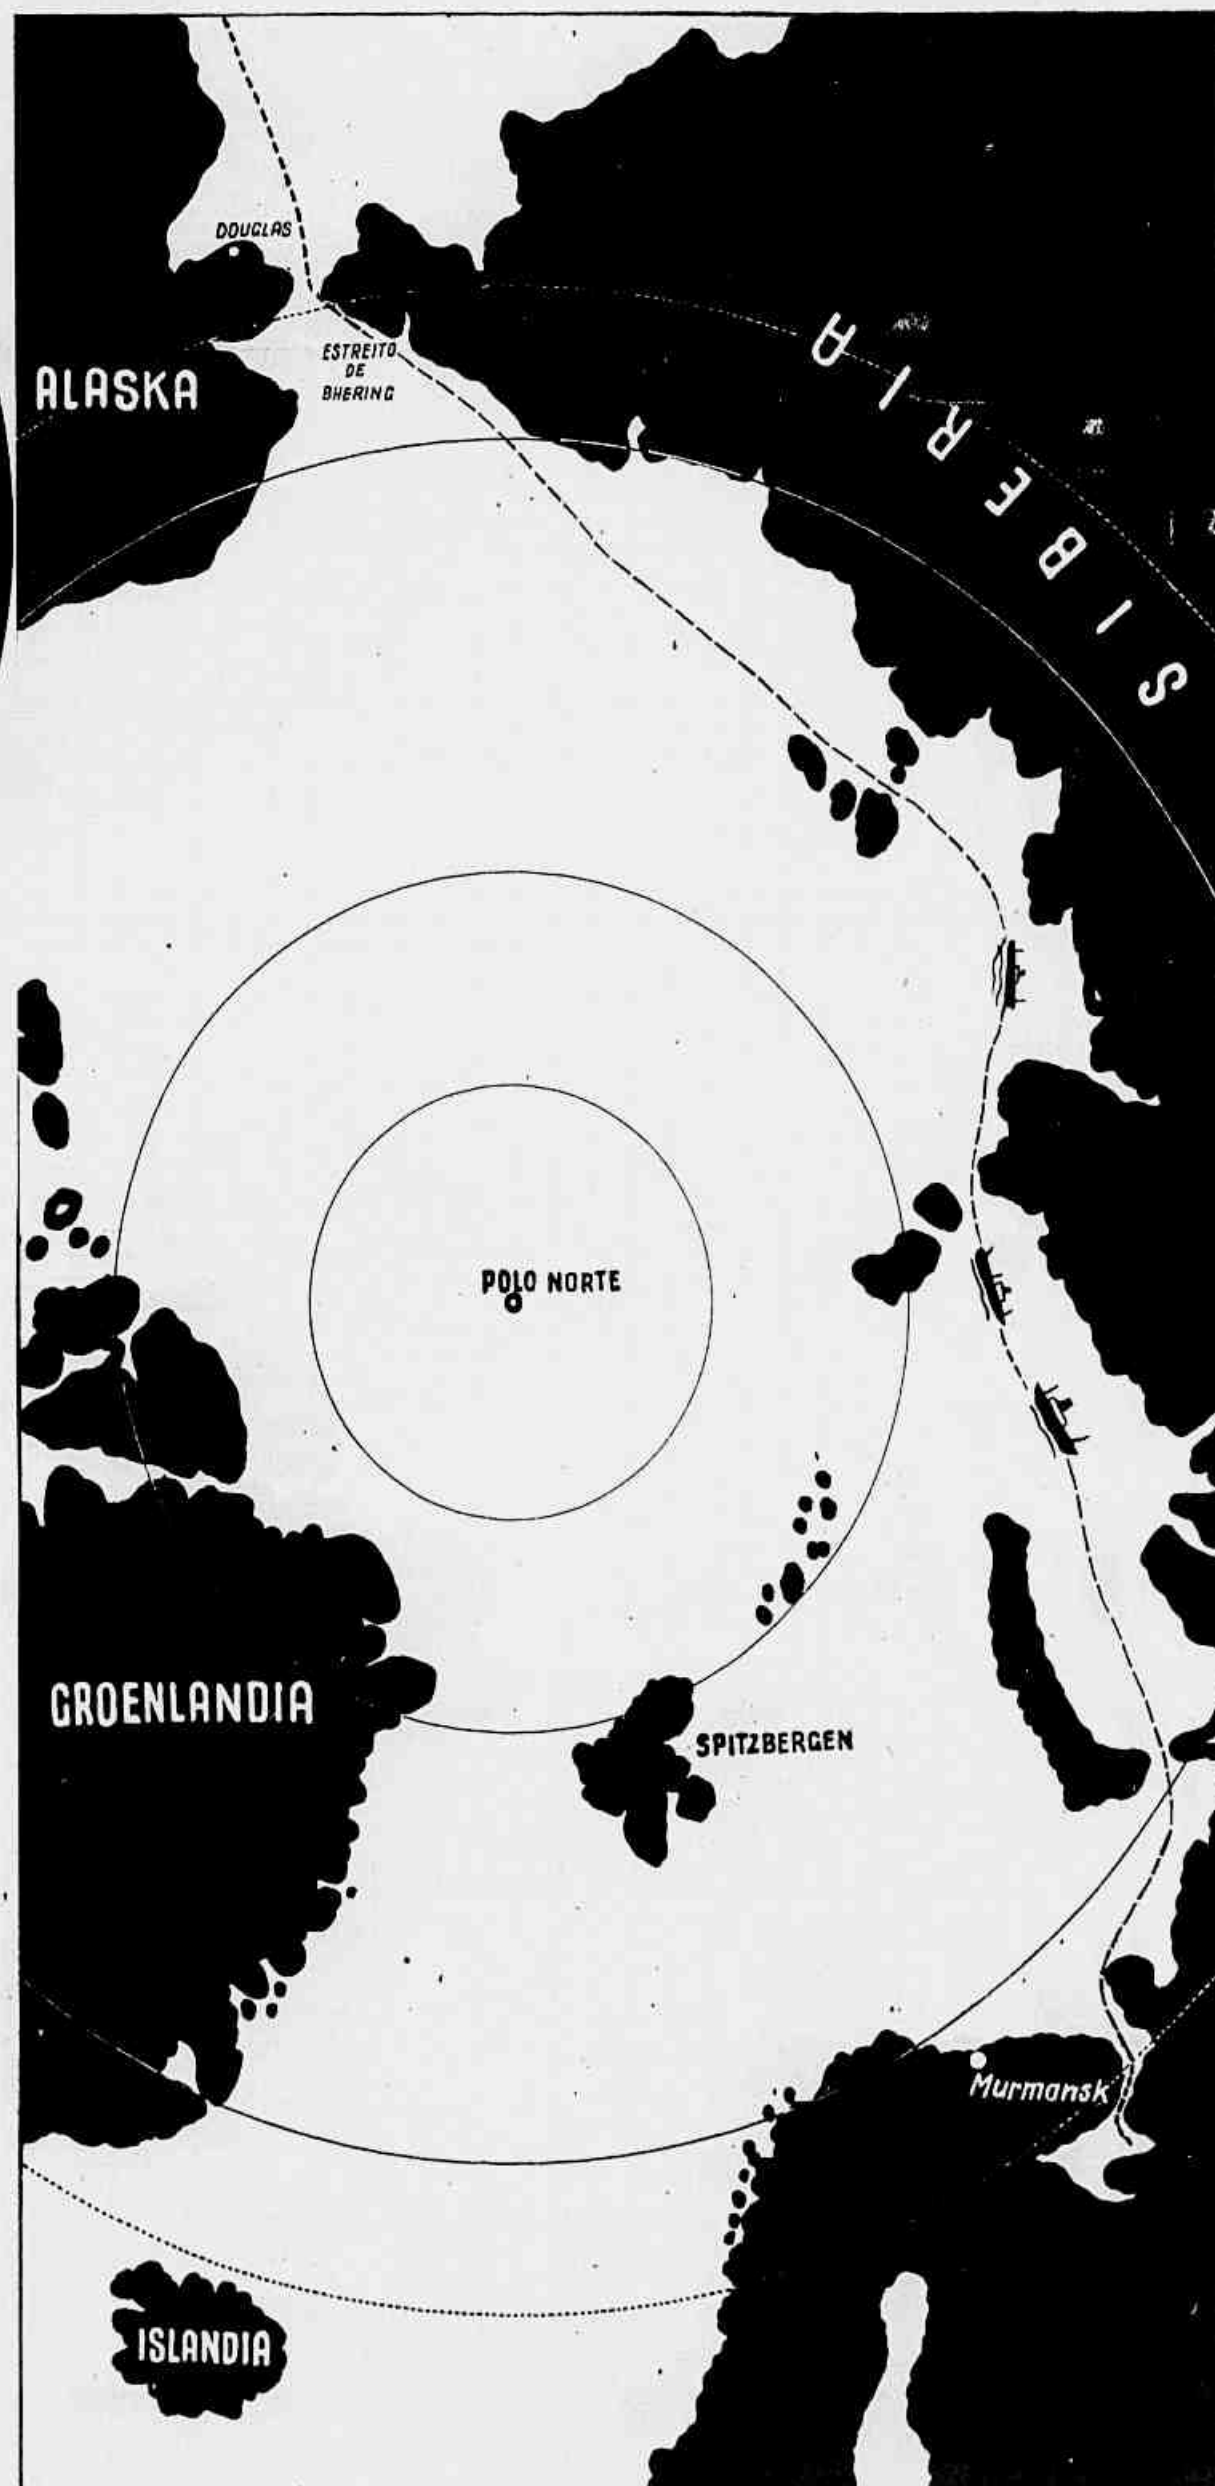 DOUGLAS
ESTREITO
DE
BHERING
ALASKA
SIBERIA
POLO NORTE
GROENLANDIA
SPITZBERGEN
Murmansk
ISLANDIA